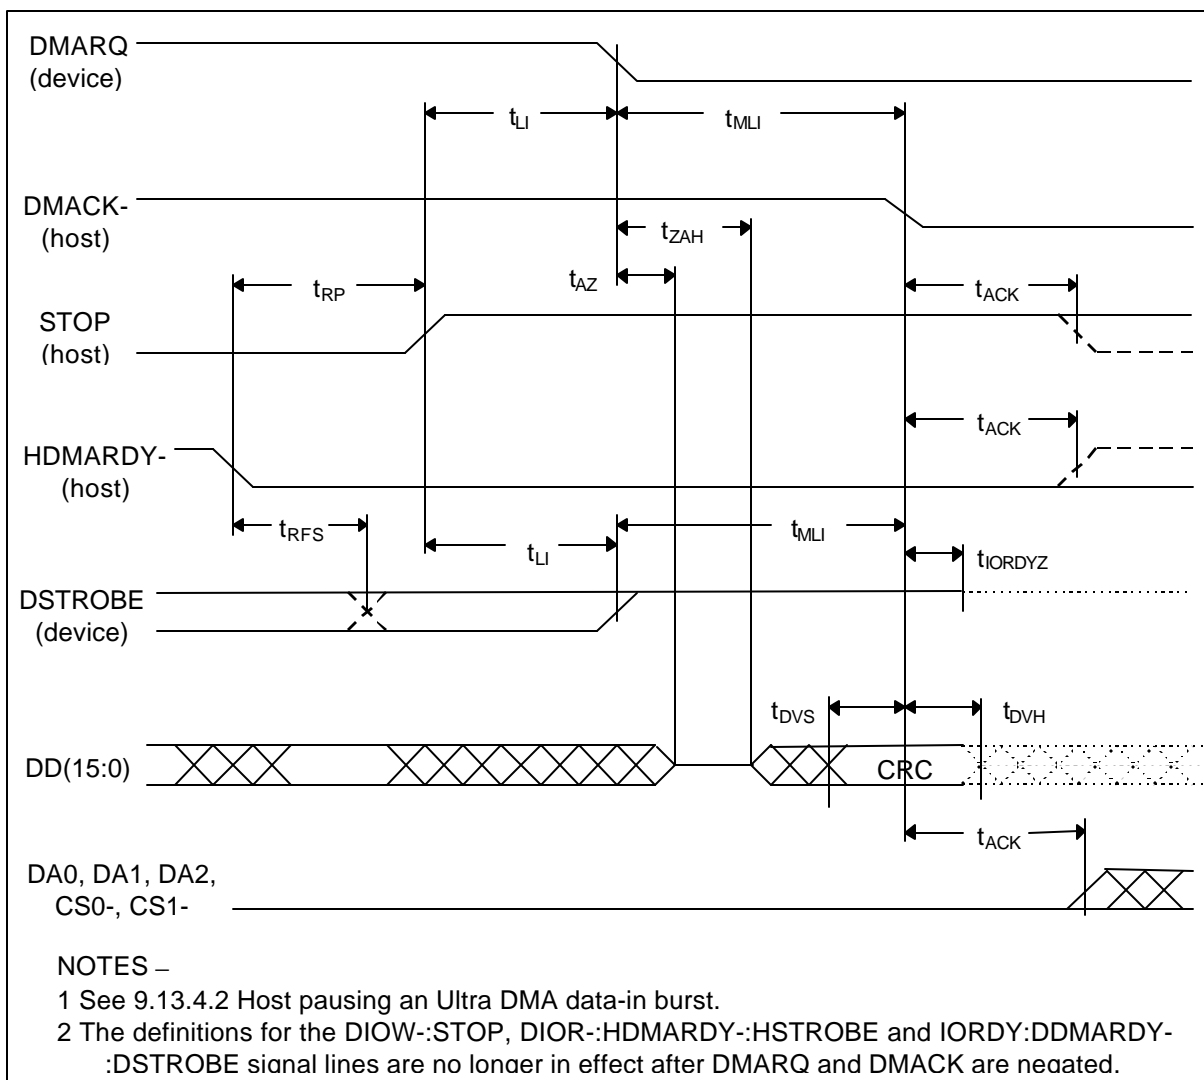 DMARQ
(device)
tLI
tMLI
DMACK-
(host)
tZAH
tAZ
tRP
tACK
STOP
(host)
tACK
HDMARDY-
(host)
tRFS
tLI
tMLI
tIORDYZ
DSTROBE
(device)
tDVS
tDVH
DD(15:0)
CRC
tACK
DA0, DA1, DA2,
CS0-, CS1-
NOTES –
1 See 9.13.4.2 Host pausing an Ultra DMA data-in burst.
2 The definitions for the DIOW-:STOP, DIOR-:HDMARDY-:HSTROBE and IORDY:DDMARDY-
:DSTROBE signal lines are no longer in effect after DMARQ and DMACK are negated.